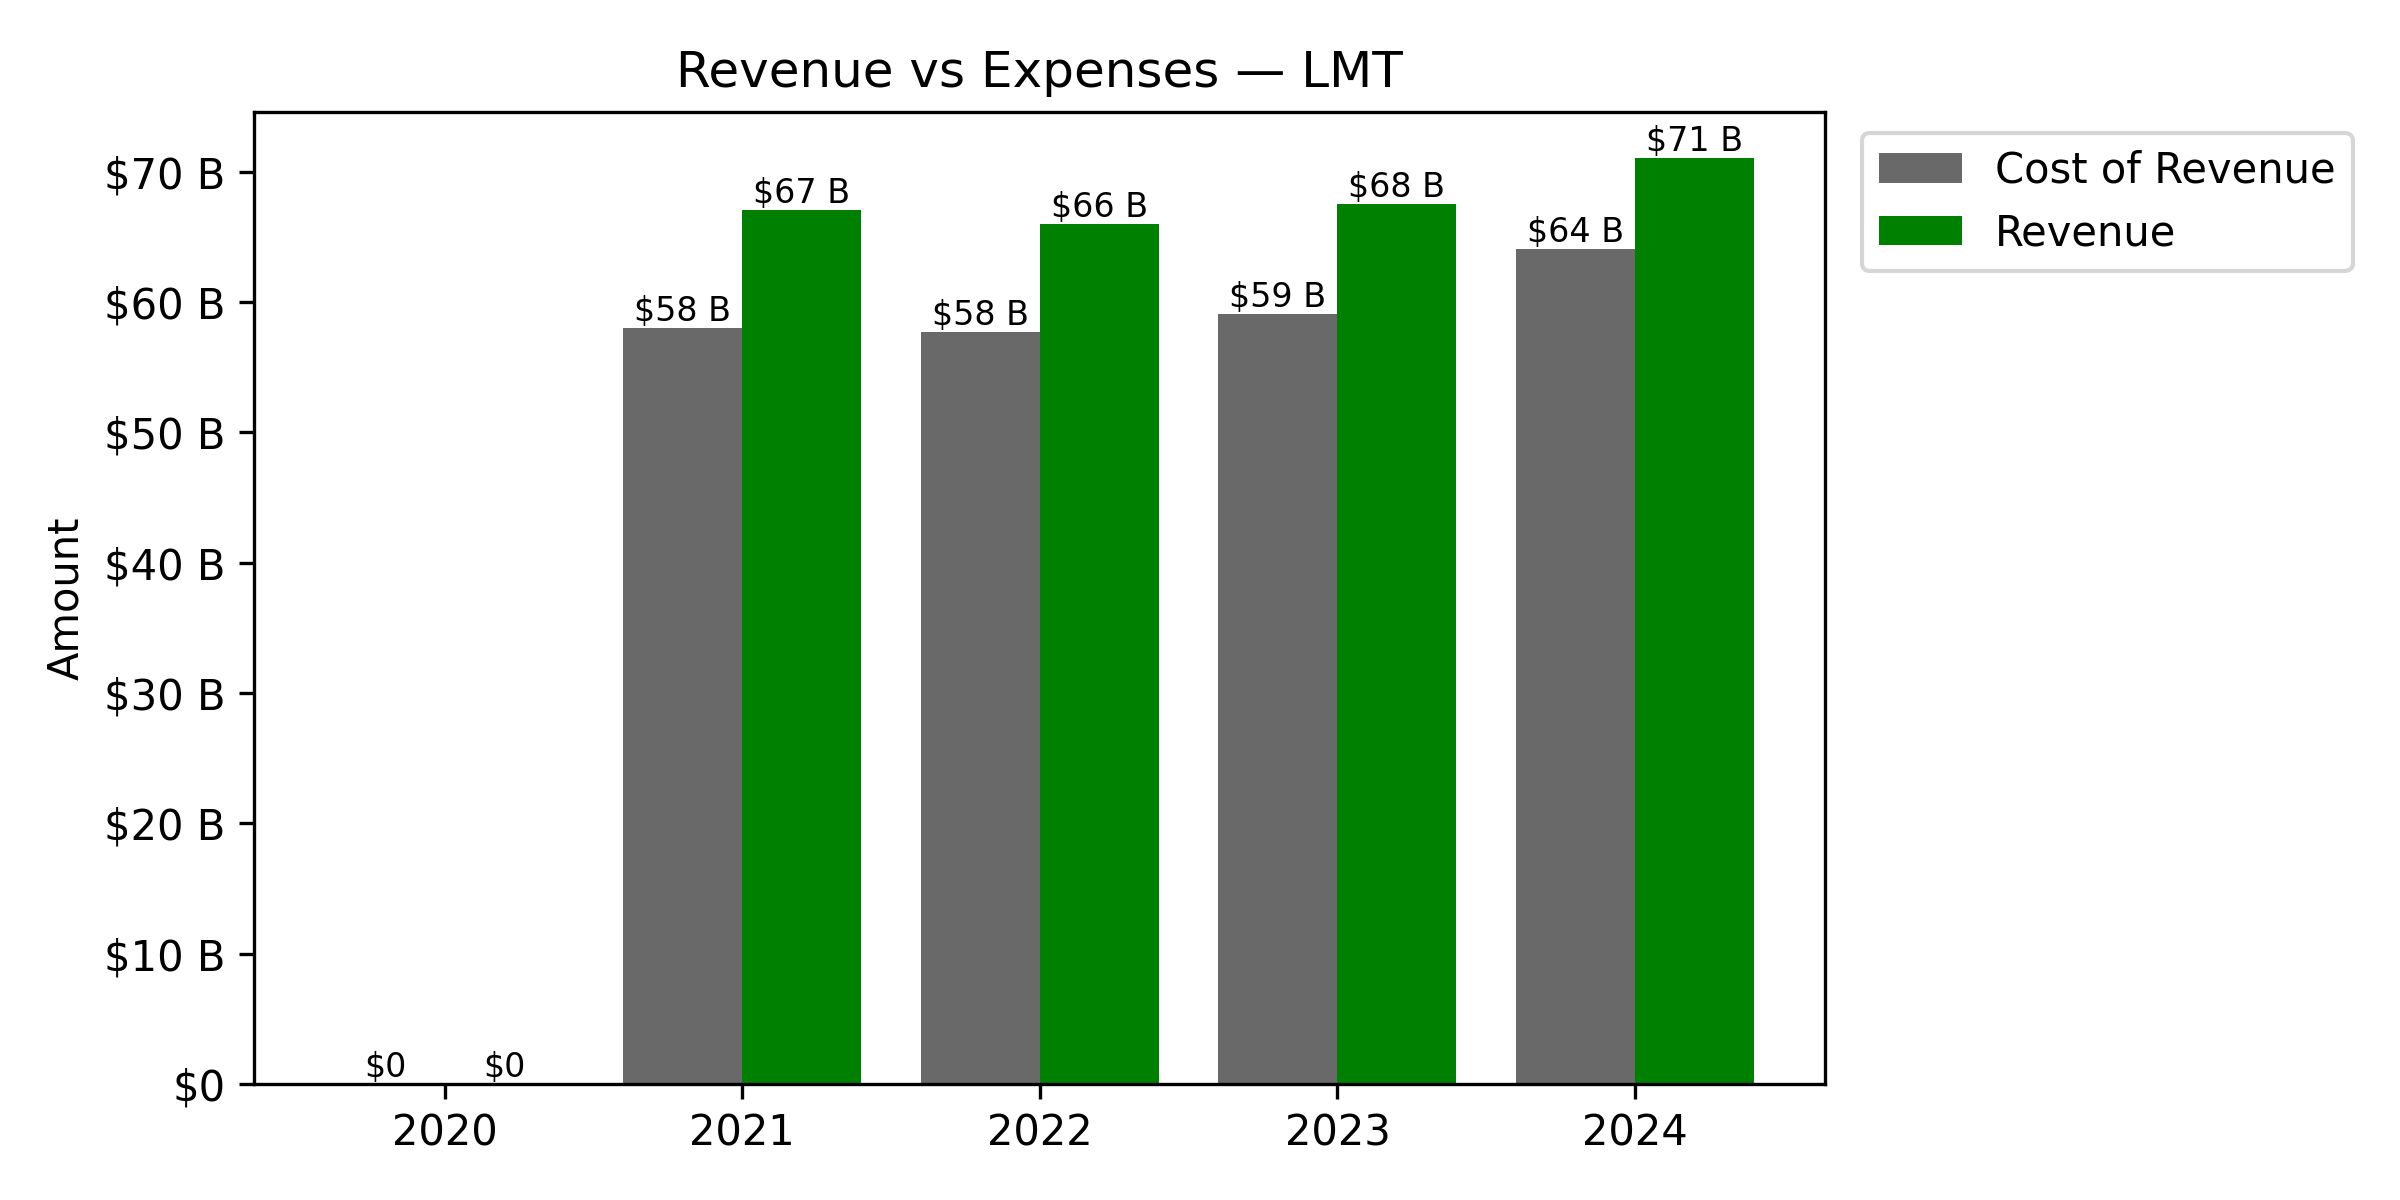 Revenue vs Expenses — LMT
$71 B
Cost of Revenue
$70 B
$67 B
$68 B
$66 B
Revenue
$64 B
$60 B
$58 B
$58 B
$59 B
$50 B
Amount
$40 B
$30 B
$20 B
$10 B
$0
$0
$0
2020
2021
2022
2023
2024